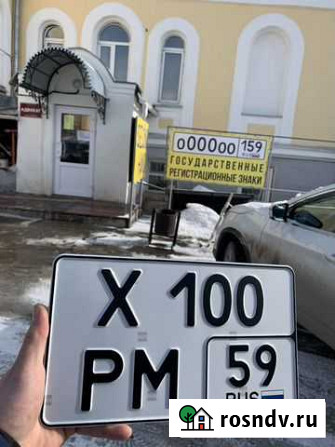 о000оо 159
ГОСУДАРСТВЕННЫЕ
РЕГИСТРАЦИОННЫЕ ЗНАКИ
Х 100
РМ 59
RUS
rosndv.ru